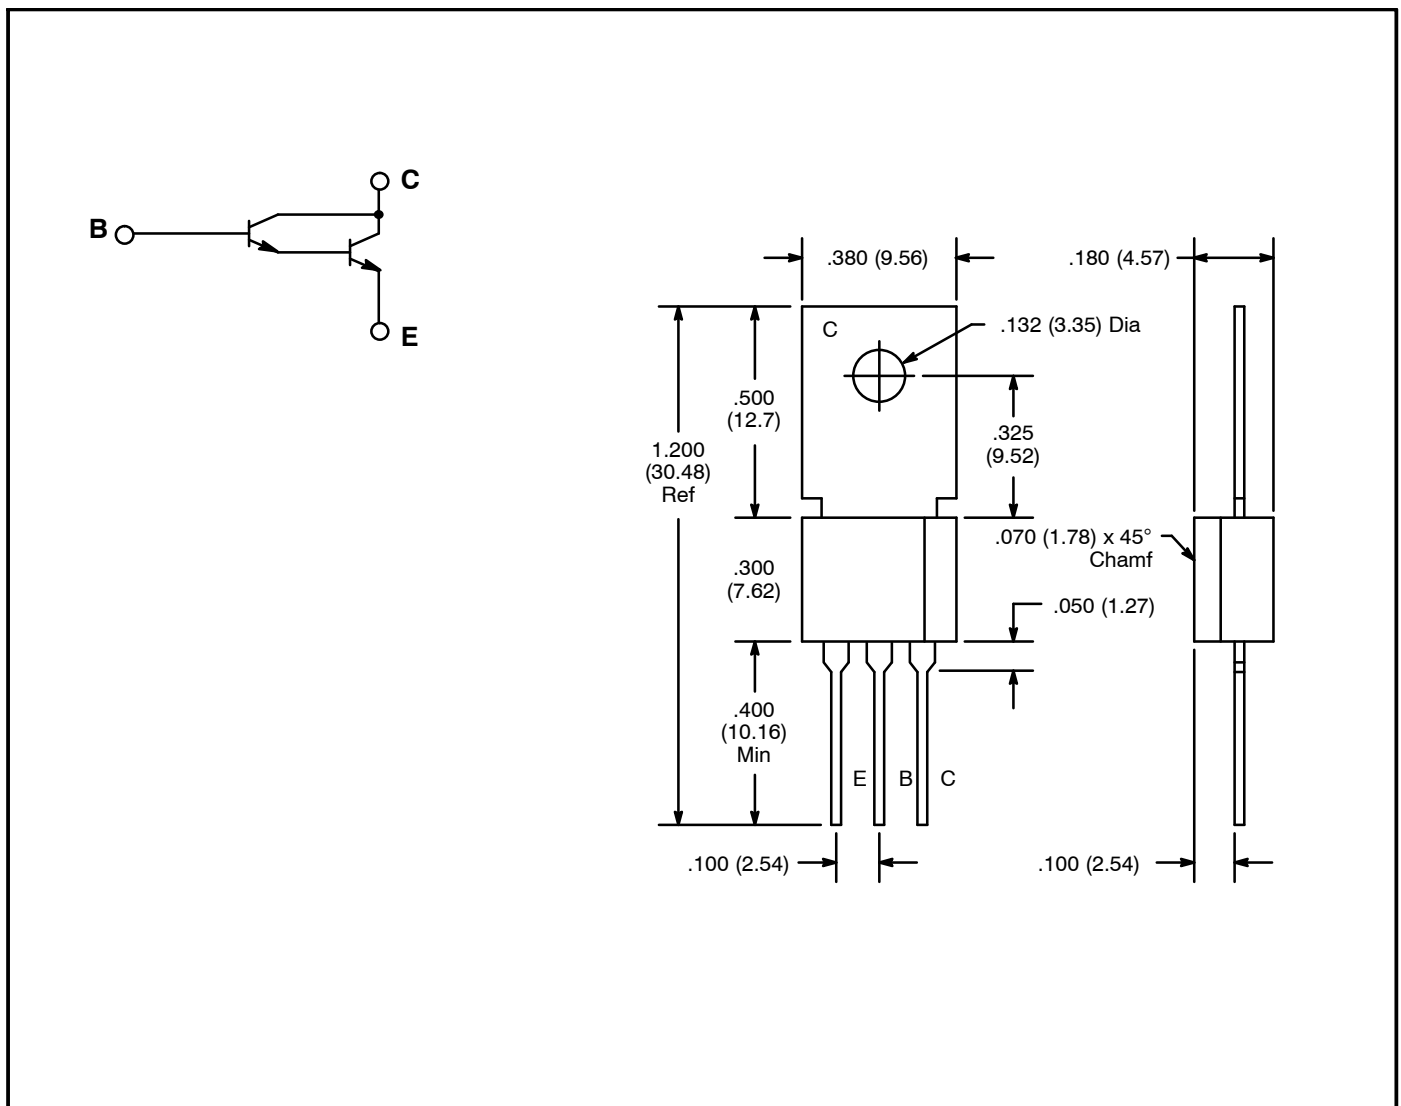 C
B
E
.380 (9.56)
.180 (4.57)
C
.132 (3.35) Dia
.500
(12.7)
.325
(9.52)
1.200
(30.48)
Ref
.070 (1.78) x 45°
Chamf
.300
(7.62)
.050 (1.27)
.400
(10.16)
Min
E B C
.100 (2.54)
.100 (2.54)